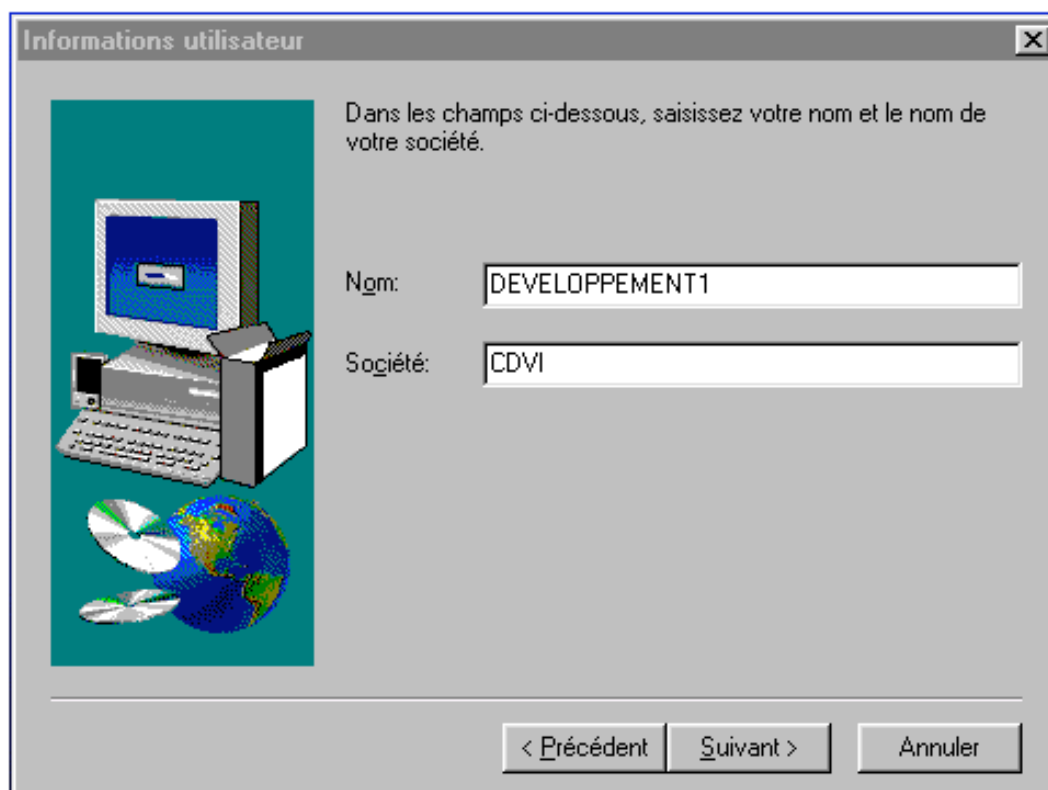 Informations utilisateur
Dans les champs ci-dessous, saisissez votre nom et le nom de
votre société.
Nom: DEVELOPPEMENT1
Société: CDVI
< Précédent Suivant > Annuler